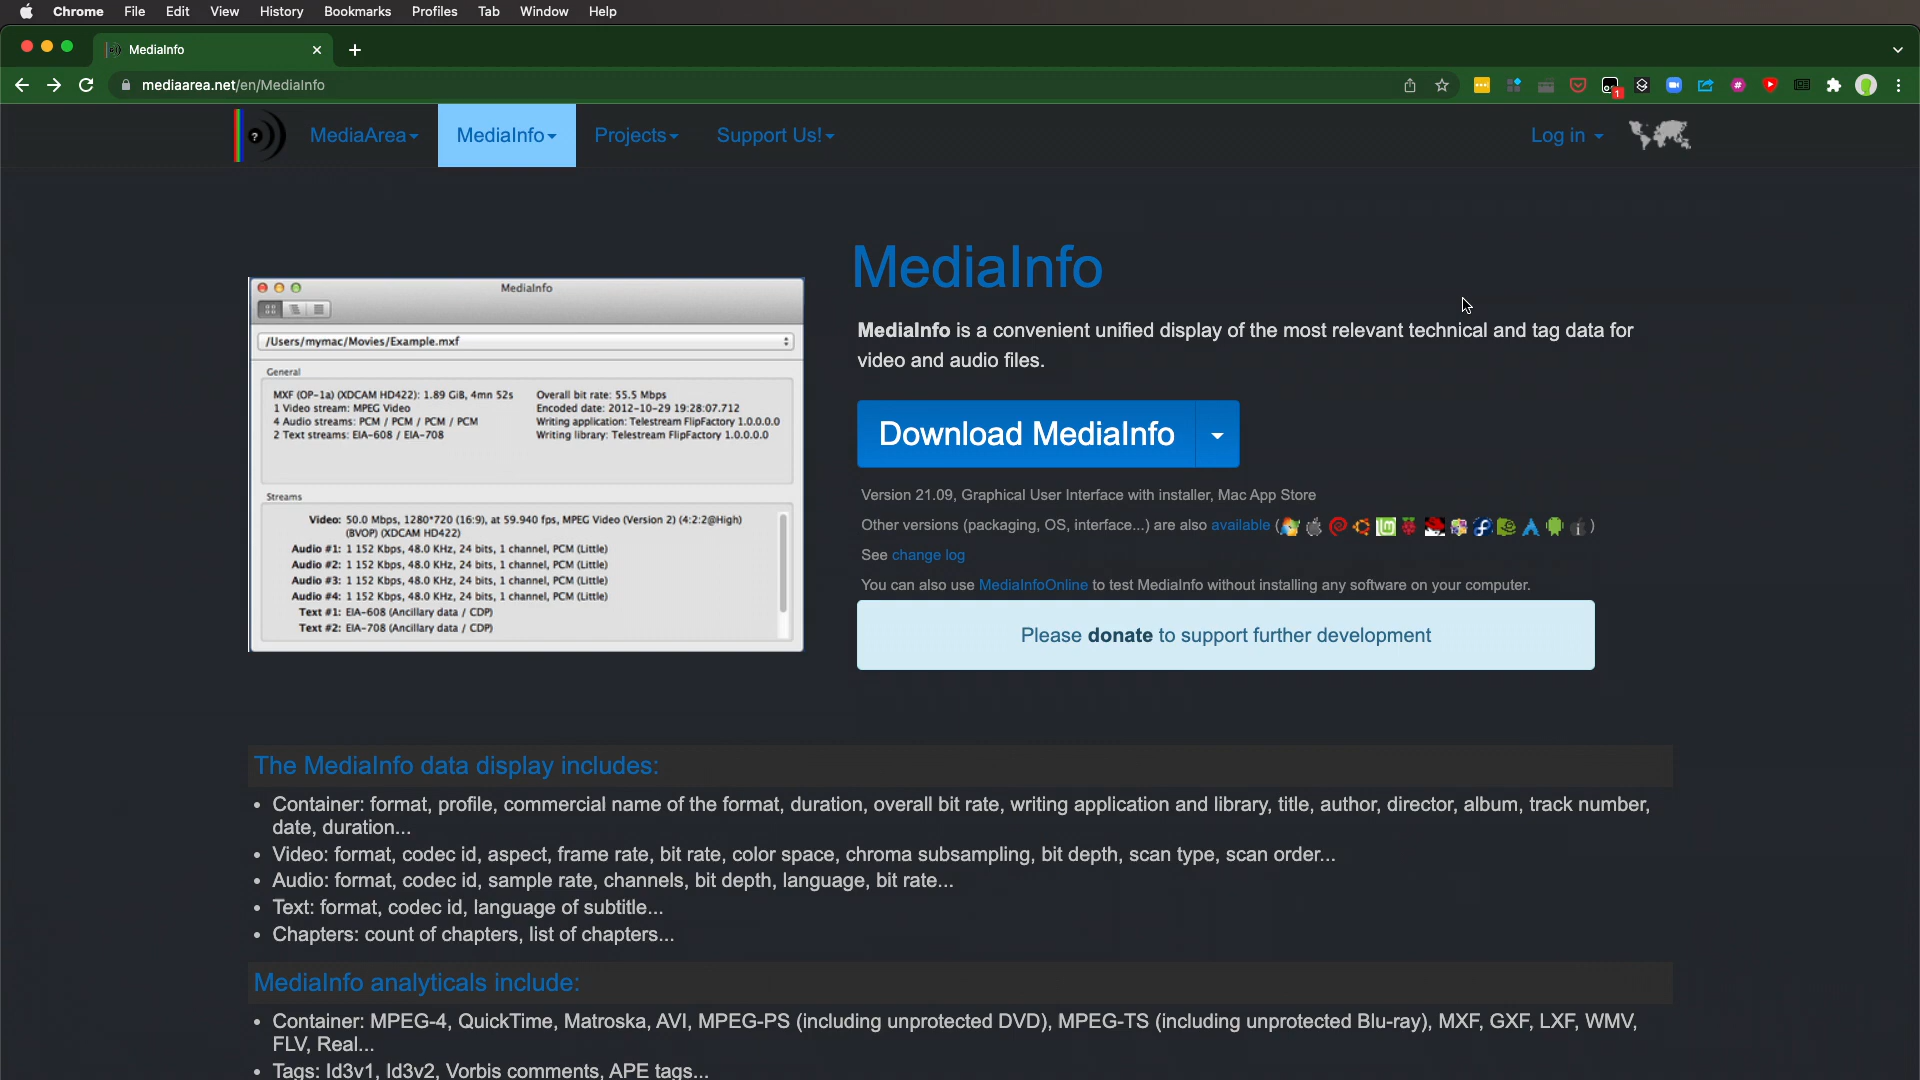 Chrome File Edit View History Bookmarks Profiles Tab Window Help
MediaInfo
mediaarea.net/en/MediaInfo
1
MediaArea MediaInfo Projects Support Us! Log in
MediaInfo
/Users/mymac/Movies/Example.mxf
General
MXF (OP-1a) (XDCAM HD422): 1.89 GiB, 4mn 52s Overall bit rate: 55.5 Mbps
1 Video stream: MPEG Video Encoded date: 2012-10-29 19:28:07.712
4 Audio streams: PCM / PCM / PCM / PCM Writing application: Telestream FlipFactory 1.0.0.0.0
2 Text streams: EIA-608 / EIA-708 Writing library: Telestream FlipFactory 1.0.0.0.0
Streams
Video: 50.0 Mbps, 1280*720 (16:9), at 59.940 fps, MPEG Video (Version 2) (4:2:2@High)
(BVOP) (XDCAM HD422)
Audio #1: 1 152 Kbps, 48.0 KHz, 24 bits, 1 channel, PCM (Little)
Audio #2: 1 152 Kbps, 48.0 KHz, 24 bits, 1 channel, PCM (Little)
Audio #3: 1 152 Kbps, 48.0 KHz, 24 bits, 1 channel, PCM (Little)
Audio #4: 1 152 Kbps, 48.0 KHz, 24 bits, 1 channel, PCM (Little)
Text #1: EIA-608 (Ancillary data / CDP)
Text #2: EIA-708 (Ancillary data / CDP)
MediaInfo
MediaInfo is a convenient unified display of the most relevant technical and tag data for
video and audio files.
Download MediaInfo
Version 21.09, Graphical User Interface with installer, Mac App Store
Other versions (packaging, OS, interface...) are also available ( )
See change log
You can also use MediaInfoOnline to test MediaInfo without installing any software on your computer.
Please donate to support further development
The MediaInfo data display includes:
• Container: format, profile, commercial name of the format, duration, overall bit rate, writing application and library, title, author, director, album, track number,
date, duration...
• Video: format, codec id, aspect, frame rate, bit rate, color space, chroma subsampling, bit depth, scan type, scan order...
• Audio: format, codec id, sample rate, channels, bit depth, language, bit rate...
• Text: format, codec id, language of subtitle...
• Chapters: count of chapters, list of chapters...
MediaInfo analyticals include:
• Container: MPEG-4, QuickTime, Matroska, AVI, MPEG-PS (including unprotected DVD), MPEG-TS (including unprotected Blu-ray), MXF, GXF, LXF, WMV,
FLV, Real...
• Tags: Id3v1, Id3v2, Vorbis comments, APE tags...